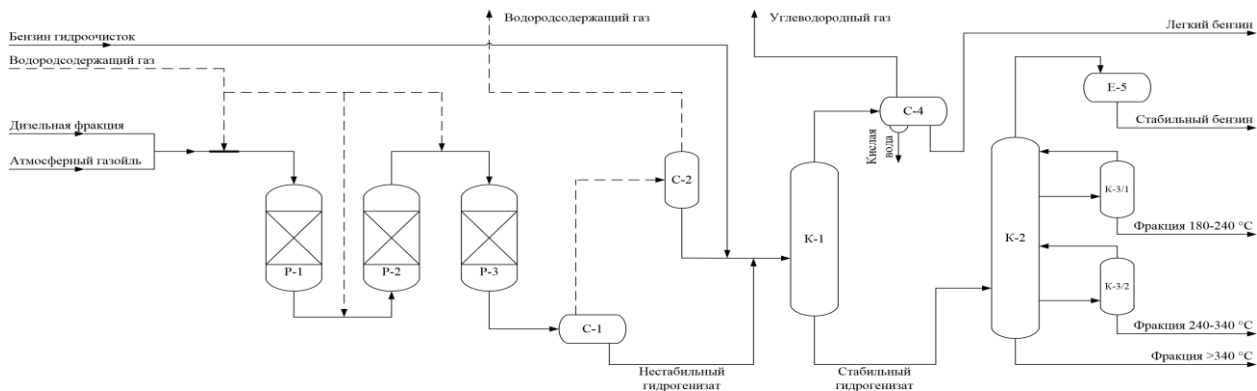 Водородсодержащий газ
Углеводородный газ
Легкий бензин
Бензин гидроочисток
Водородсодержащий газ
Е-5
С-4
Стабильный бензин
Дизельная фракция
Кислая
вода
Атмосферный газойль
С-2
К-3/1
К-1
К-2
Фракция 180-240 °С
Р-1
Р-2
Р-3
К-3/2
С-1
Фракция 240-340 °С
Нестабильный
гидрогенизат
Стабильный
гидрогенизат
Фракция >340 °С